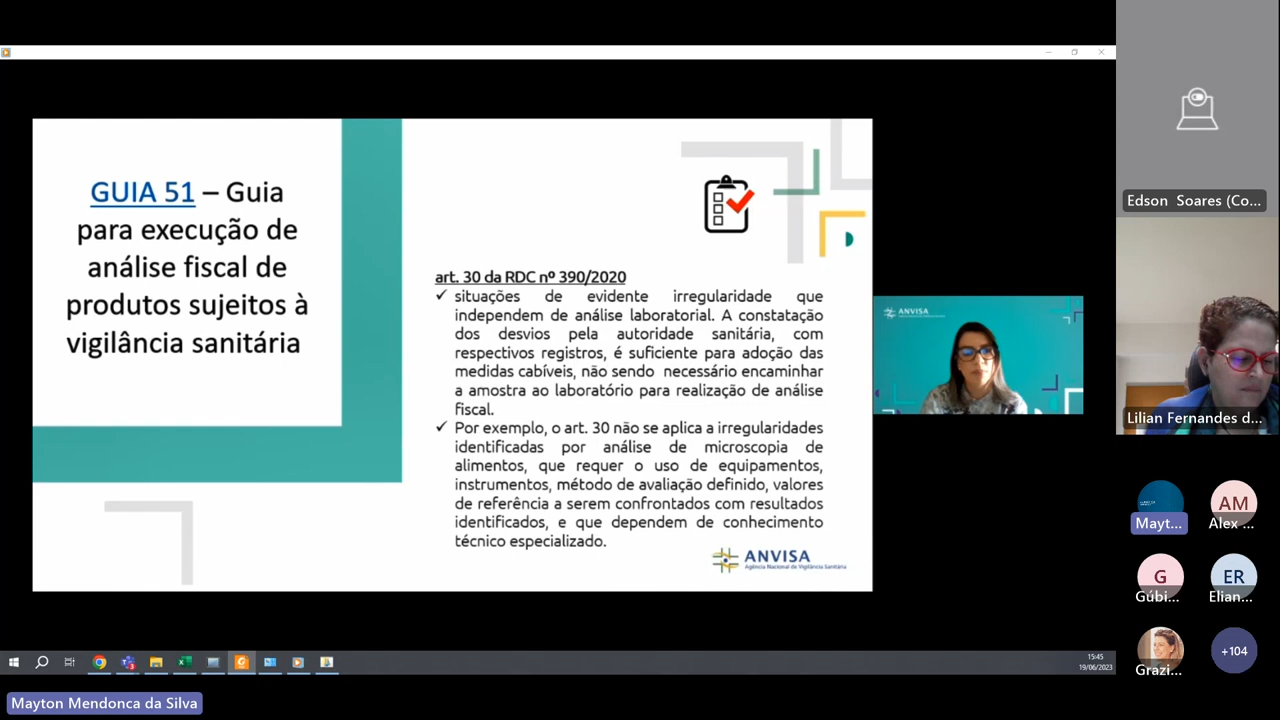 GUIA 51 – Guia
para execução de
análise fiscal de
produtos sujeitos à
vigilância sanitária
art. 30 da RDC nº 390/2020
✓ situações de evidente irregularidade que
independem de análise laboratorial. A constatação
dos desvios pela autoridade sanitária, com
respectivos registros, é suficiente para adoção das
medidas cabíveis, não sendo necessário encaminhar
a amostra ao laboratório para realização de análise
fiscal.
✓ Por exemplo, o art. 30 não se aplica a irregularidades
identificadas por análise de microscopia de
alimentos, que requer o uso de equipamentos,
instrumentos, método de avaliação definido, valores
de referência a serem confrontados com resultados
identificados, e que dependem de conhecimento
técnico especializado.
ANVISA
Agência Nacional de Vigilância Sanitária
ANVISA
Edson Soares (Co...
Lilian Fernandes d...
Mayt...
AM
Alex ...
G
Gúbi...
ER
Elian...
Grazi...
+104
15:45
19/06/2023
Mayton Mendonca da Silva